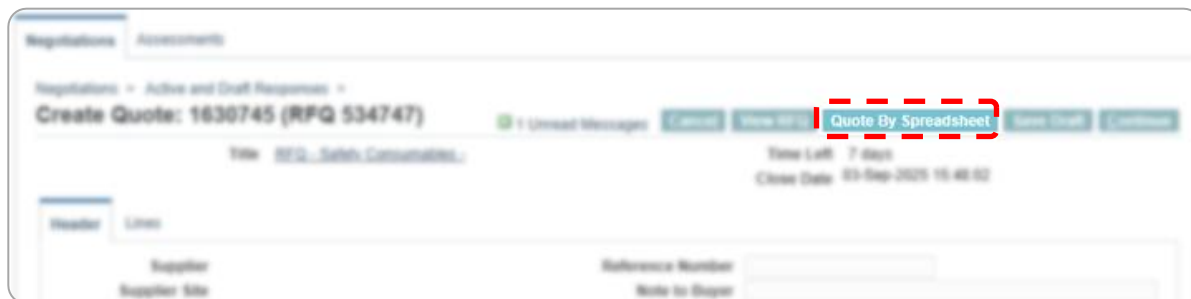 Negotiations Assessments
Negotiations > Active and Draft Responses >
Create Quote: 1630745 (RFQ 534747) 1 Unread Messages Cancel View RFQ Quote By Spreadsheet Save Draft Continue
Title RFQ - Safety Consumables - Time Left 7 days
Close Date 03-Sep-2025 15:48:02
Header Lines
Supplier Reference Number
Supplier Site Note to Buyer